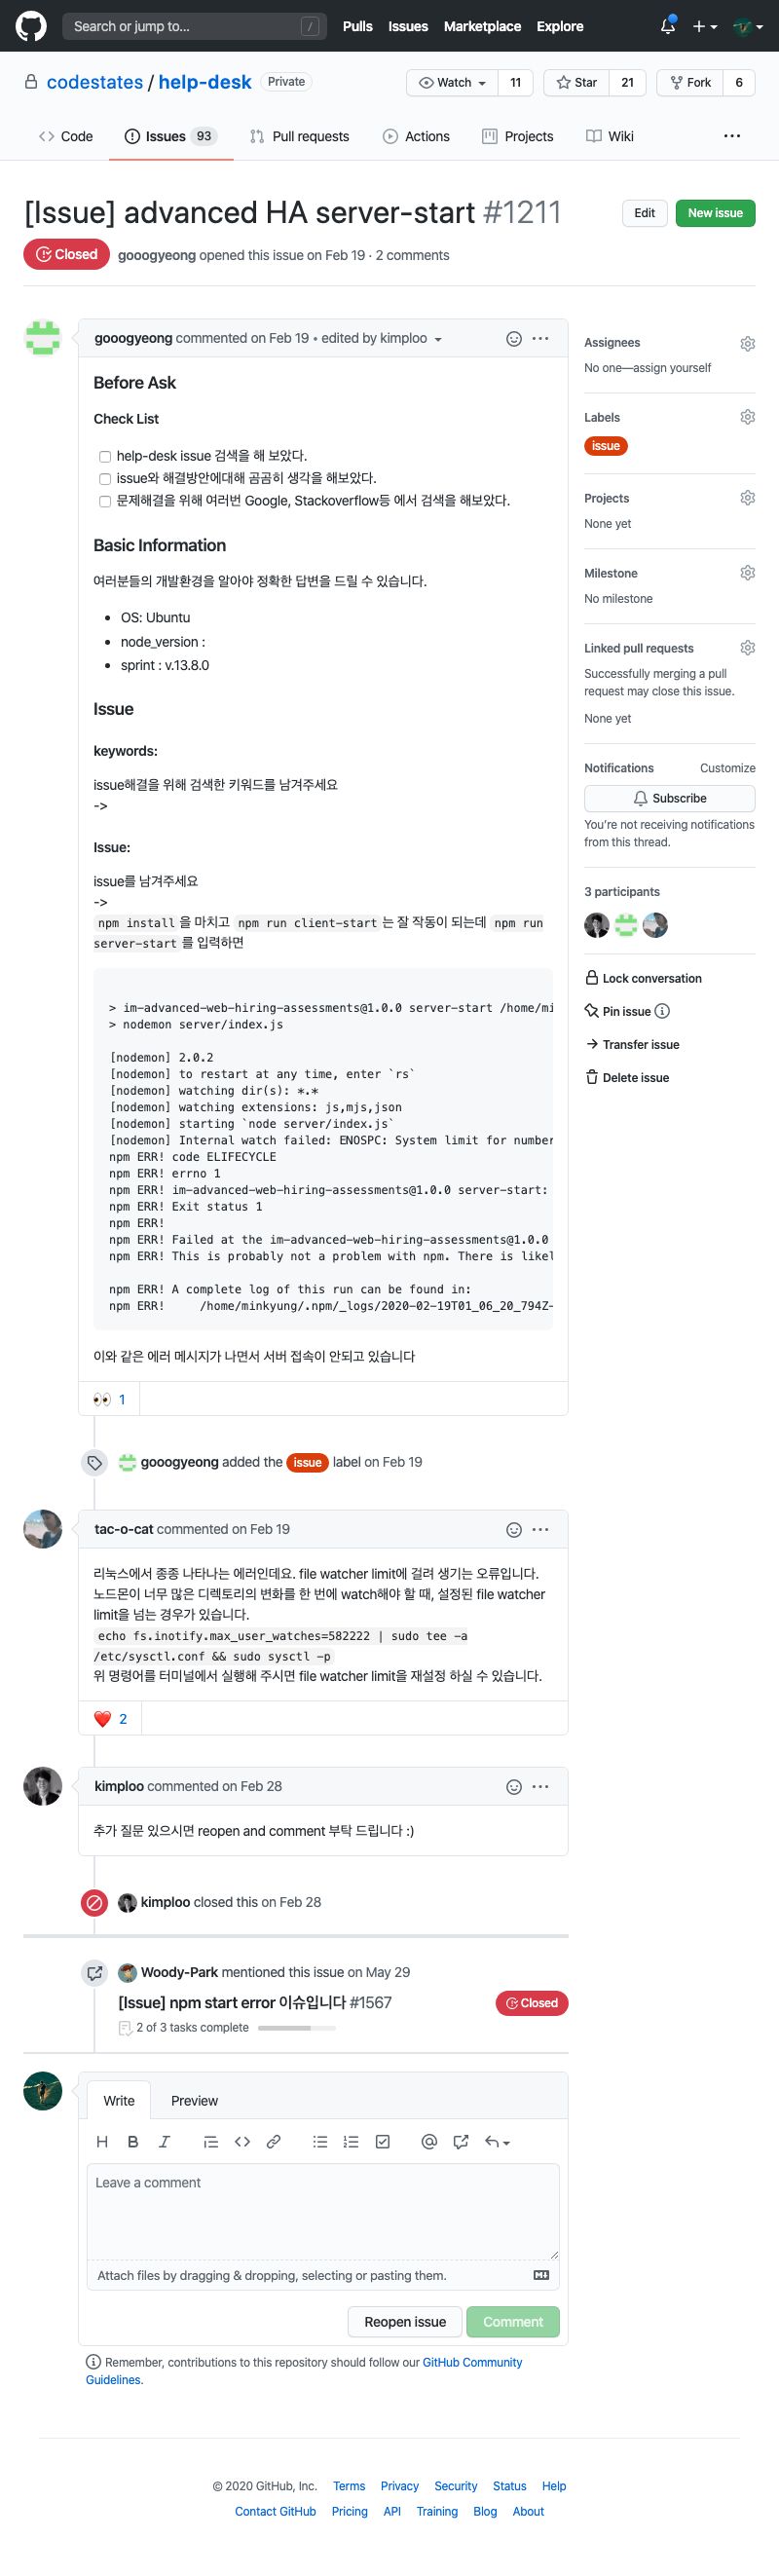 Search or jump to...
/
Pulls Issues Marketplace Explore
codestates / help-desk Private
Watch 11 Star 21 Fork 6
Code Issues 93 Pull requests Actions Projects Wiki
[Issue] advanced HA server-start #1211
Edit New issue
Closed gooogyeong opened this issue on Feb 19 · 2 comments
gooogyeong commented on Feb 19 • edited by kimploo
Before Ask
Check List
help-desk issue 검색을 해 보았다.
issue와 해결방안에대해 곰곰히 생각을 해보았다.
문제해결을 위해 여러번 Google, Stackoverflow등 에서 검색을 해보았다.
Basic Information
여러분들의 개발환경을 알아야 정확한 답변을 드릴 수 있습니다.
OS: Ubuntu
node_version :
sprint : v.13.8.0
Issue
keywords:
issue해결을 위해 검색한 키워드를 남겨주세요
->
Issue:
issue를 남겨주세요
->
npm install 을 마치고 npm run client-start 는 잘 작동이 되는데 npm run
server-start 를 입력하면
> im-advanced-web-hiring-assessments@1.0.0 server-start /home/mi
> nodemon server/index.js
[nodemon] 2.0.2
[nodemon] to restart at any time, enter `rs`
[nodemon] watching dir(s): *.*
[nodemon] watching extensions: js,mjs,json
[nodemon] starting `node server/index.js`
[nodemon] Internal watch failed: ENOSPC: System limit for number
npm ERR! code ELIFECYCLE
npm ERR! errno 1
npm ERR! im-advanced-web-hiring-assessments@1.0.0 server-start:
npm ERR! Exit status 1
npm ERR!
npm ERR! Failed at the im-advanced-web-hiring-assessments@1.0.0
npm ERR! This is probably not a problem with npm. There is likel
npm ERR! A complete log of this run can be found in:
npm ERR! /home/minkyung/.npm/_logs/2020-02-19T01_06_20_794Z-
이와 같은 에러 메시지가 나면서 서버 접속이 안되고 있습니다
1
gooogyeong added the issue label on Feb 19
tac-o-cat commented on Feb 19
리눅스에서 종종 나타나는 에러인데요. file watcher limit에 걸려 생기는 오류입니다.
노드몬이 너무 많은 디렉토리의 변화를 한 번에 watch해야 할 때, 설정된 file watcher
limit을 넘는 경우가 있습니다.
echo fs.inotify.max_user_watches=582222 | sudo tee -a
/etc/sysctl.conf && sudo sysctl -p
위 명령어를 터미널에서 실행해 주시면 file watcher limit을 재설정 하실 수 있습니다.
2
kimploo commented on Feb 28
추가 질문 있으시면 reopen and comment 부탁 드립니다 :)
kimploo closed this on Feb 28
Woody-Park mentioned this issue on May 29
[Issue] npm start error 이슈입니다 #1567
Closed
2 of 3 tasks complete
Write Preview
Leave a comment
Attach files by dragging & dropping, selecting or pasting them.
Reopen issue Comment
Remember, contributions to this repository should follow our GitHub Community
Guidelines.
Assignees
No one—assign yourself
Labels
issue
Projects
None yet
Milestone
No milestone
Linked pull requests
Successfully merging a pull
request may close this issue.
None yet
Notifications Customize
Subscribe
You're not receiving notifications
from this thread.
3 participants
Lock conversation
Pin issue
Transfer issue
Delete issue
© 2020 GitHub, Inc. Terms Privacy Security Status Help
Contact GitHub Pricing API Training Blog About